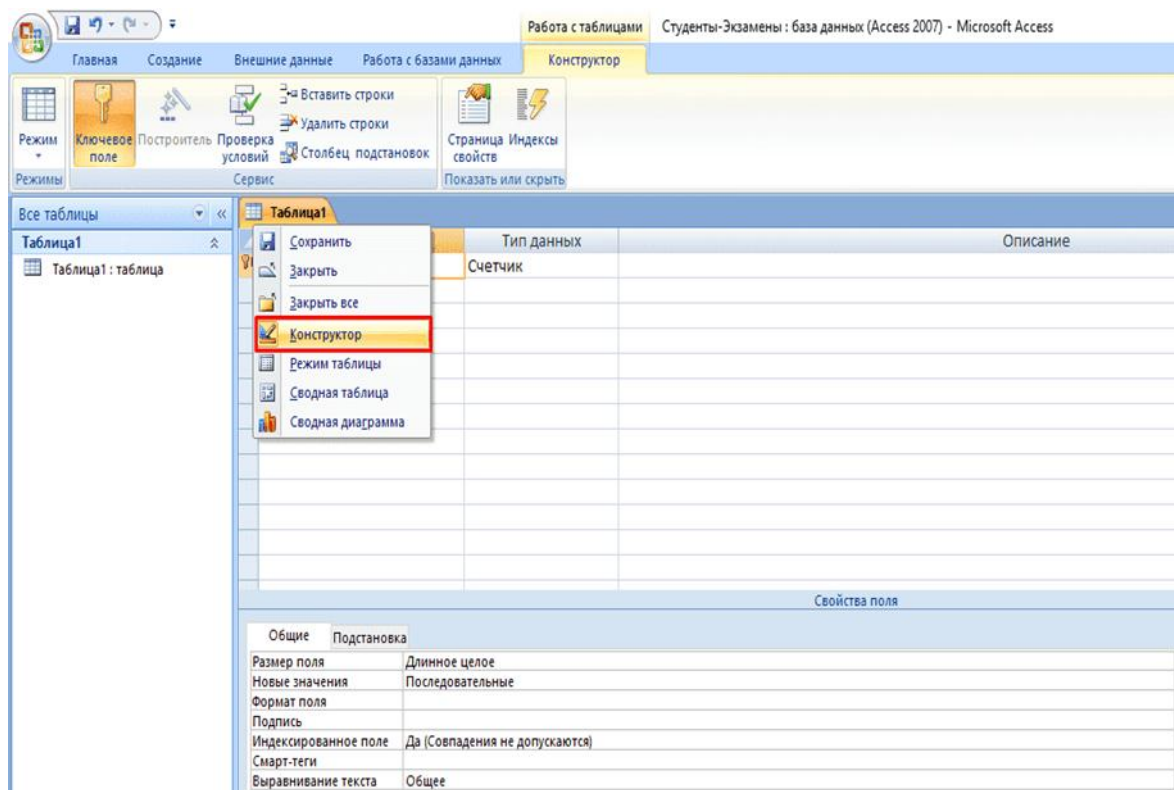 Работа с таблицами Студенты-Экзамены : база данных (Access 2007) - Microsoft Access
Главная Создание Внешние данные Работа с базами данных Конструктор
Режим
Ключевое поле
Построитель
Проверка условий
Вставить строки
Удалить строки
Столбец подстановок
Страница свойств
Индексы
Режимы Сервис Показать или скрыть
Все таблицы
Таблица1
Таблица1 : таблица
Таблица1
Тип данных Описание
Счетчик
Сохранить
Закрыть
Закрыть все
Конструктор
Режим таблицы
Сводная таблица
Сводная диаграмма
Свойства поля
Общие Подстановка
Размер поля Длинное целое
Новые значения Последовательные
Формат поля
Подпись
Индексированное поле Да (Совпадения не допускаются)
Смарт-теги
Выравнивание текста Общее